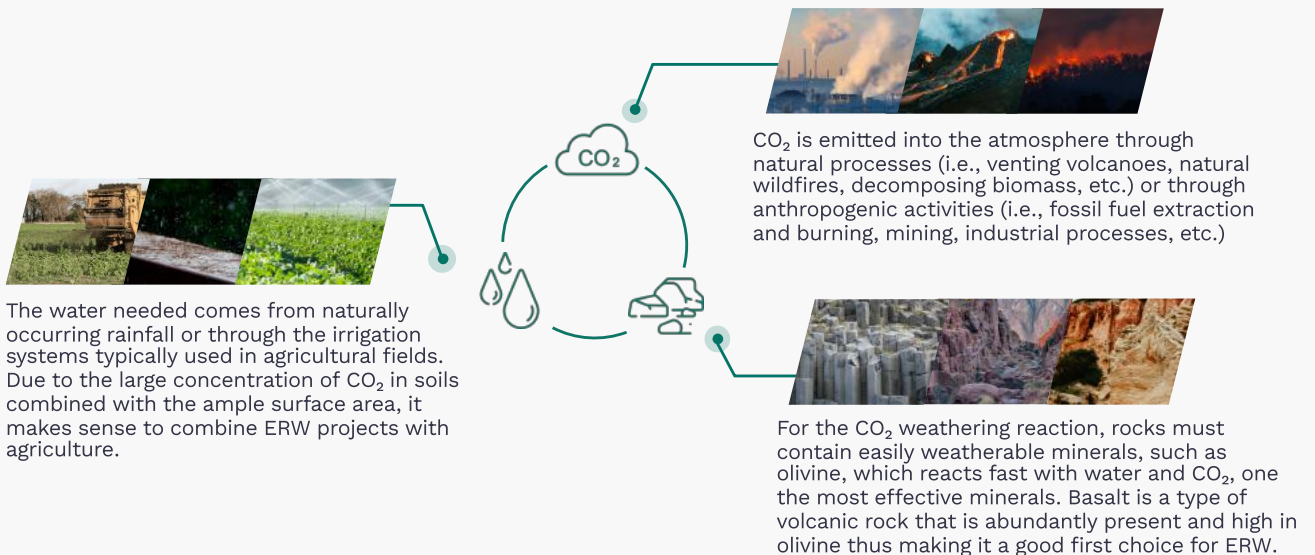 CO₂
CO₂ is emitted into the atmosphere through
natural processes (i.e., venting volcanoes, natural
wildfires, decomposing biomass, etc.) or through
anthropogenic activities (i.e., fossil fuel extraction
and burning, mining, industrial processes, etc.)
The water needed comes from naturally
occurring rainfall or through the irrigation
systems typically used in agricultural fields.
Due to the large concentration of CO₂ in soils
combined with the ample surface area, it
makes sense to combine ERW projects with
agriculture.
For the CO₂ weathering reaction, rocks must
contain easily weatherable minerals, such as
olivine, which reacts fast with water and CO₂, one
the most effective minerals. Basalt is a type of
volcanic rock that is abundantly present and high in
olivine thus making it a good first choice for ERW.